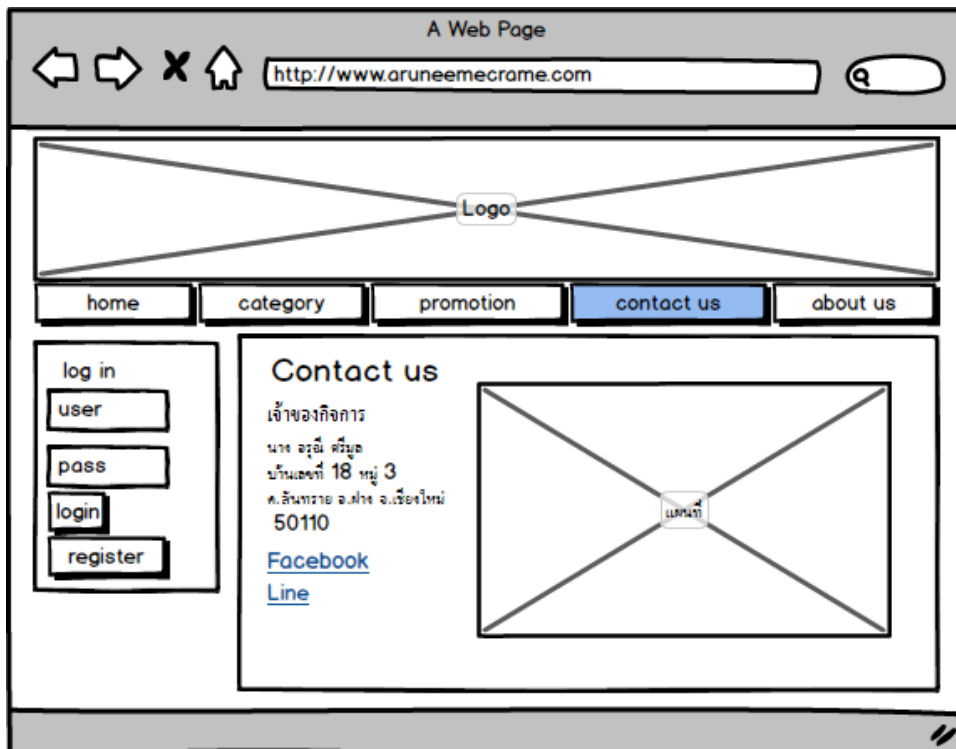 A Web Page
http://www.aruneemecrame.com
Logo
home category promotion contact us about us
log in
user
pass
login
register
Contact us
เจ้าของกิจการ
นาง อรุณี ศรีมูล
บ้านเลขที่ 18 หมู่ 3
ต.สันทราย อ.ฝาง จ.เชียงใหม่
50110
Facebook
Line
แผนที่